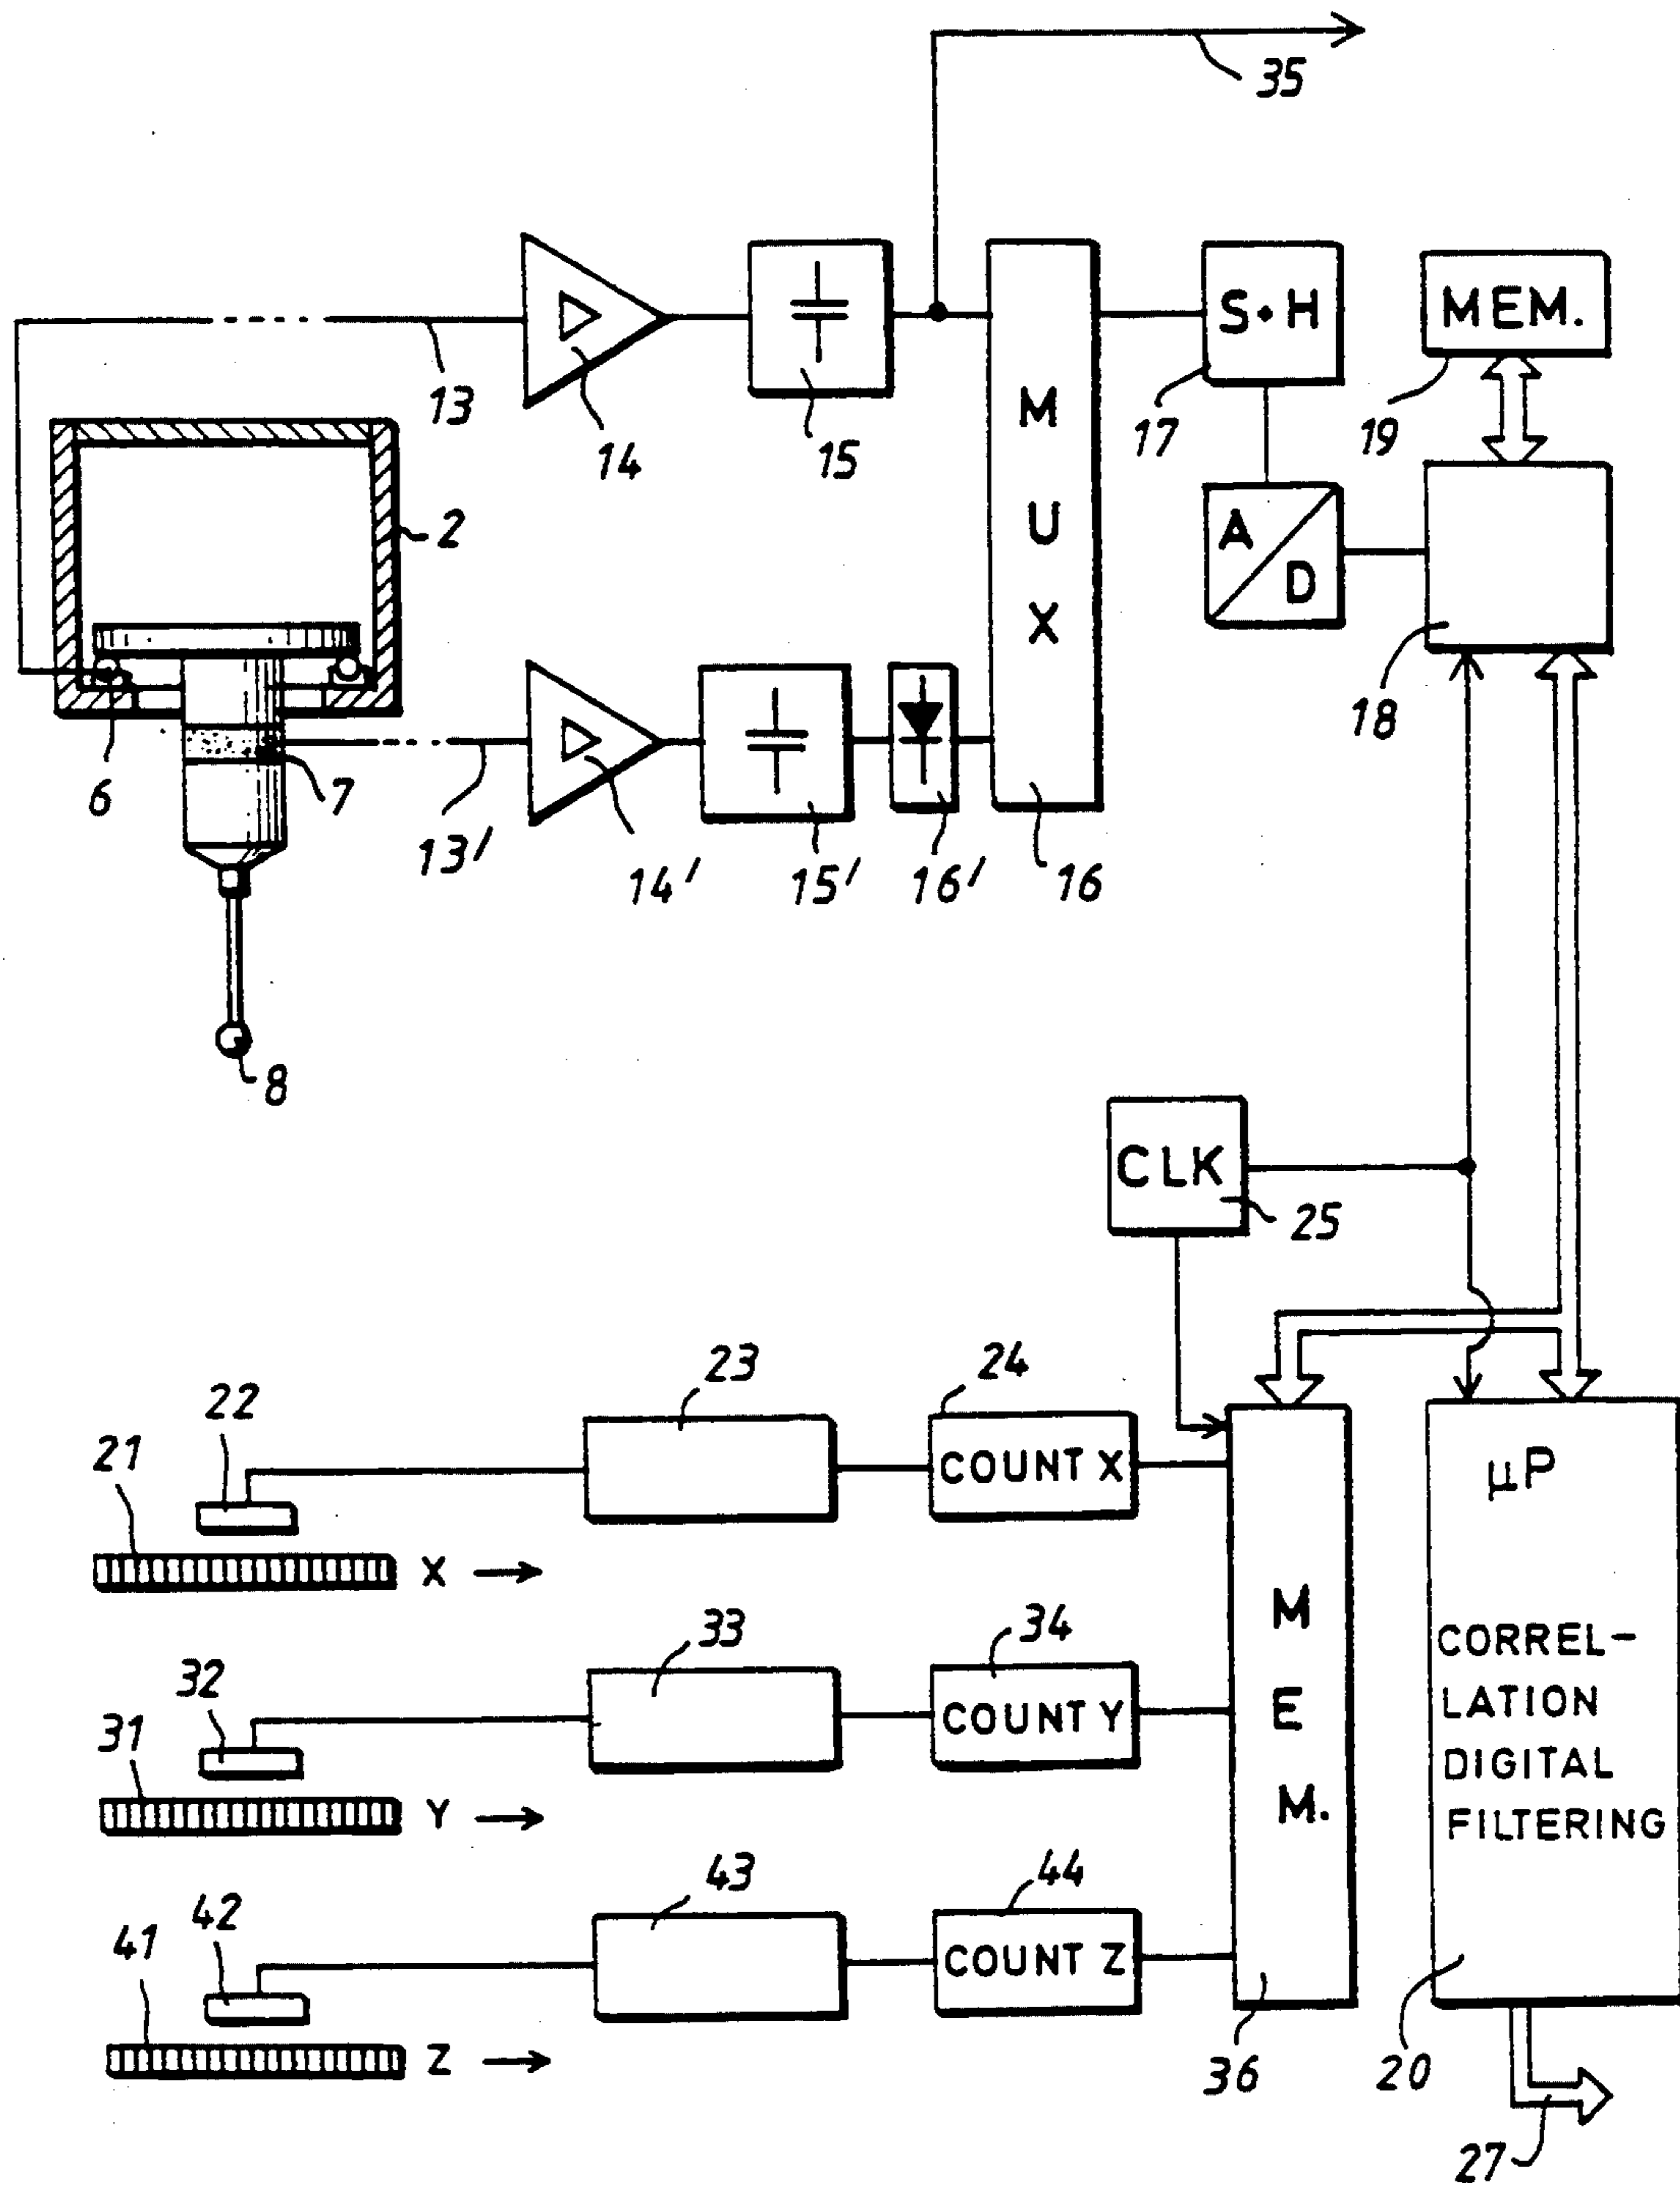 35
S+H
MEM.
13
14
15
17
19
MUX
2
A/D
18
6
7
13'
14'
15'
16'
16
8
CLK
25
22
23
24
21
COUNT X
X
µP
32
33
34
31
COUNT Y
Y
MEM.
CORREL-
LATION
DIGITAL
FILTERING
42
43
44
41
COUNT Z
Z
36
20
27